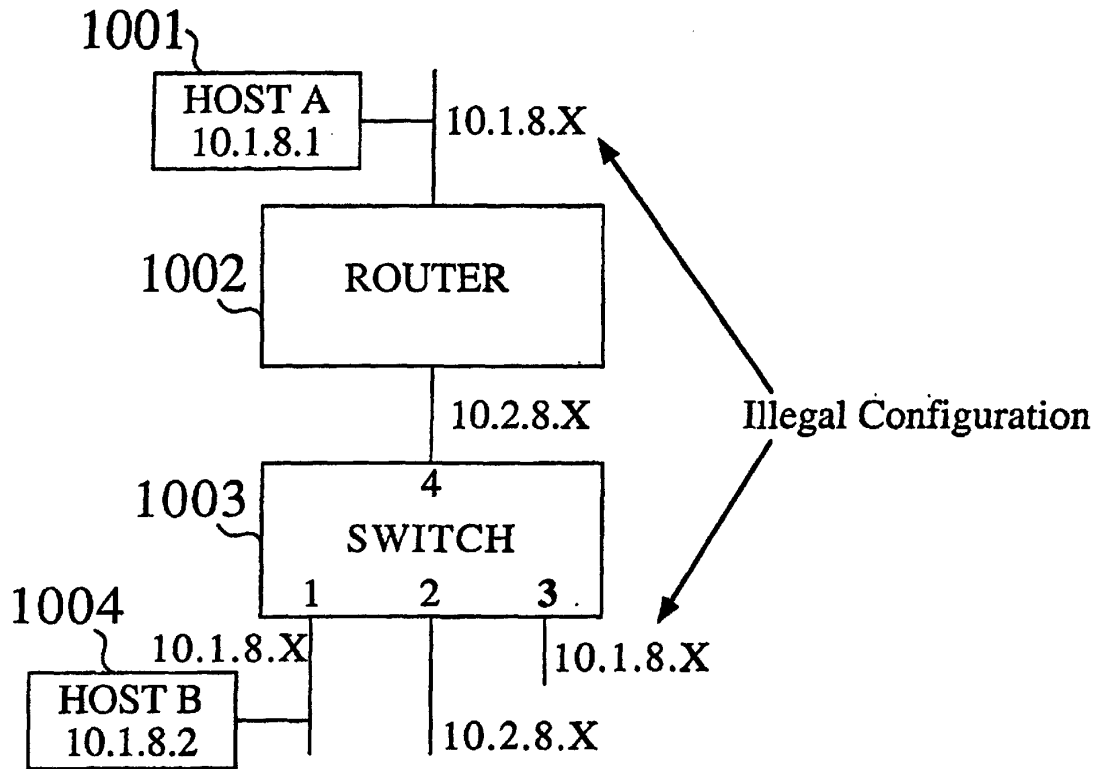 1001
HOST A
10.1.8.1
10.1.8.X
1002
ROUTER
10.2.8.X
Illegal Configuration
1003
4
SWITCH
1 2 3
1004
10.1.8.X
10.1.8.X
HOST B
10.1.8.2
10.2.8.X